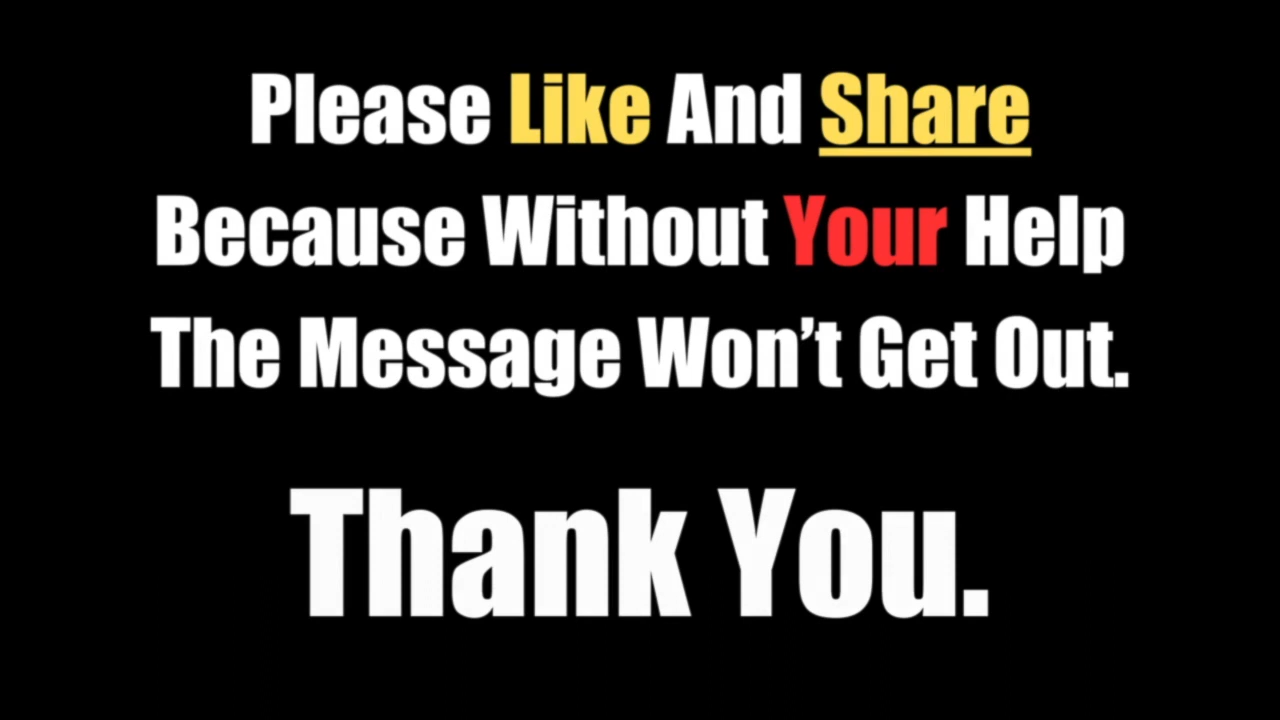 Please Like And Share
Because Without Your Help
The Message Won’t Get Out.
Thank You.